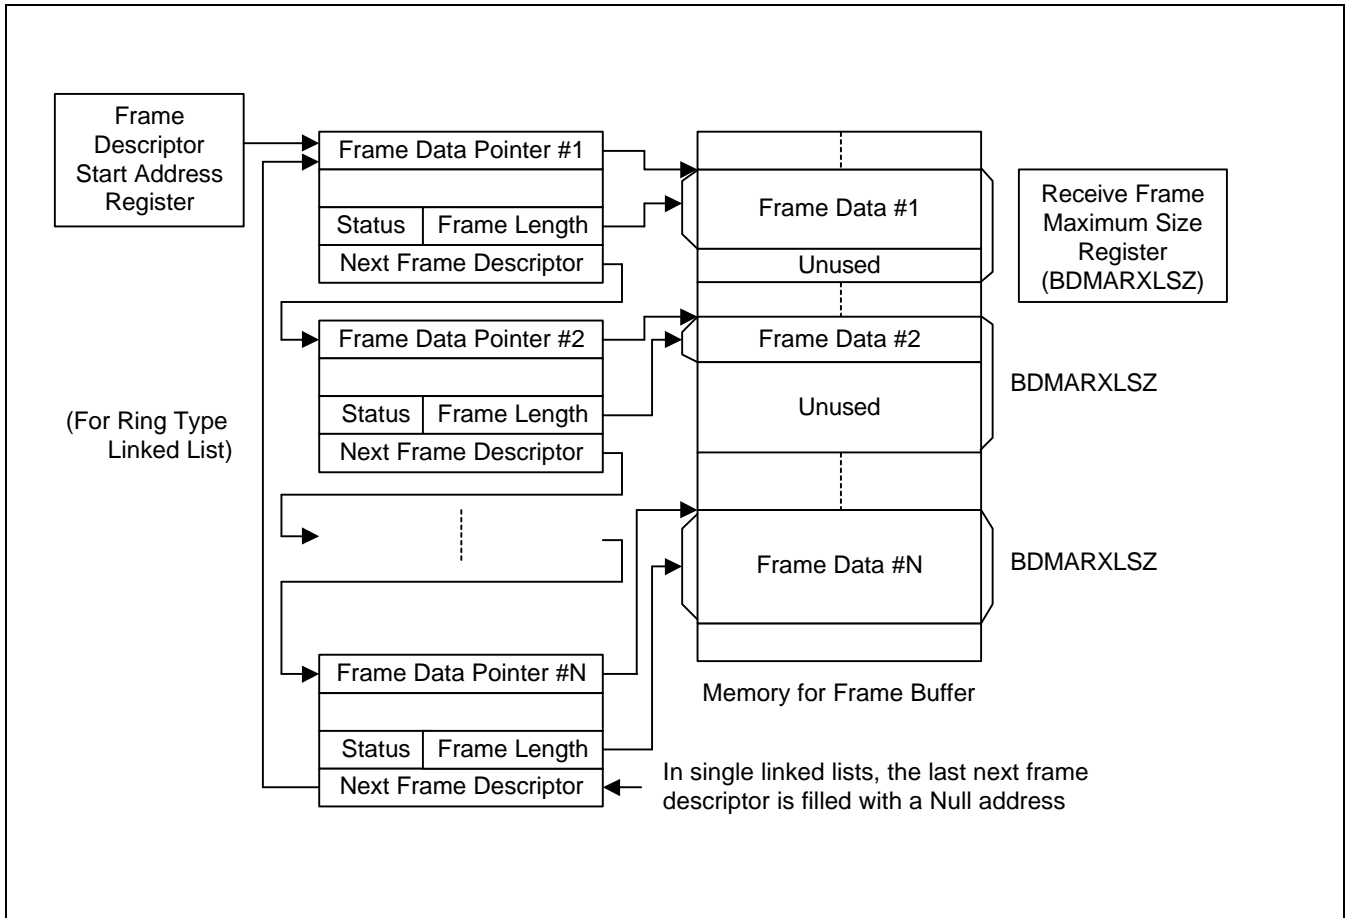 Frame
Descriptor
Start Address
Register
Frame Data Pointer #1
Status Frame Length
Next Frame Descriptor
Frame Data #1
Unused
Receive Frame
Maximum Size
Register
(BDMARXLSZ)
Frame Data Pointer #2
Status Frame Length
Next Frame Descriptor
Frame Data #2
Unused
BDMARXLSZ
(For Ring Type
Linked List)
Frame Data #N
BDMARXLSZ
Frame Data Pointer #N
Status Frame Length
Next Frame Descriptor
Memory for Frame Buffer
In single linked lists, the last next frame
descriptor is filled with a Null address